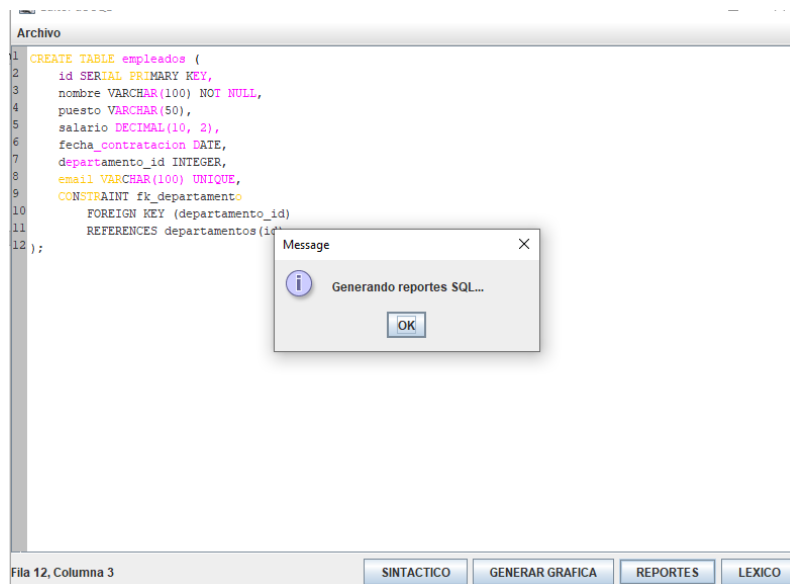 Archivo
1 CREATE TABLE empleados (
2 id SERIAL PRIMARY KEY,
3 nombre VARCHAR(100) NOT NULL,
4 puesto VARCHAR(50),
5 salario DECIMAL(10, 2),
6 fecha_contratacion DATE,
7 departamento_id INTEGER,
8 email VARCHAR(100) UNIQUE,
9 CONSTRAINT fk_departamento
10 FOREIGN KEY (departamento_id)
11 REFERENCES departamentos(id)
12 );
Message
Generando reportes SQL...
OK
Fila 12, Columna 3
SINTACTICO
GENERAR GRAFICA
REPORTES
LEXICO